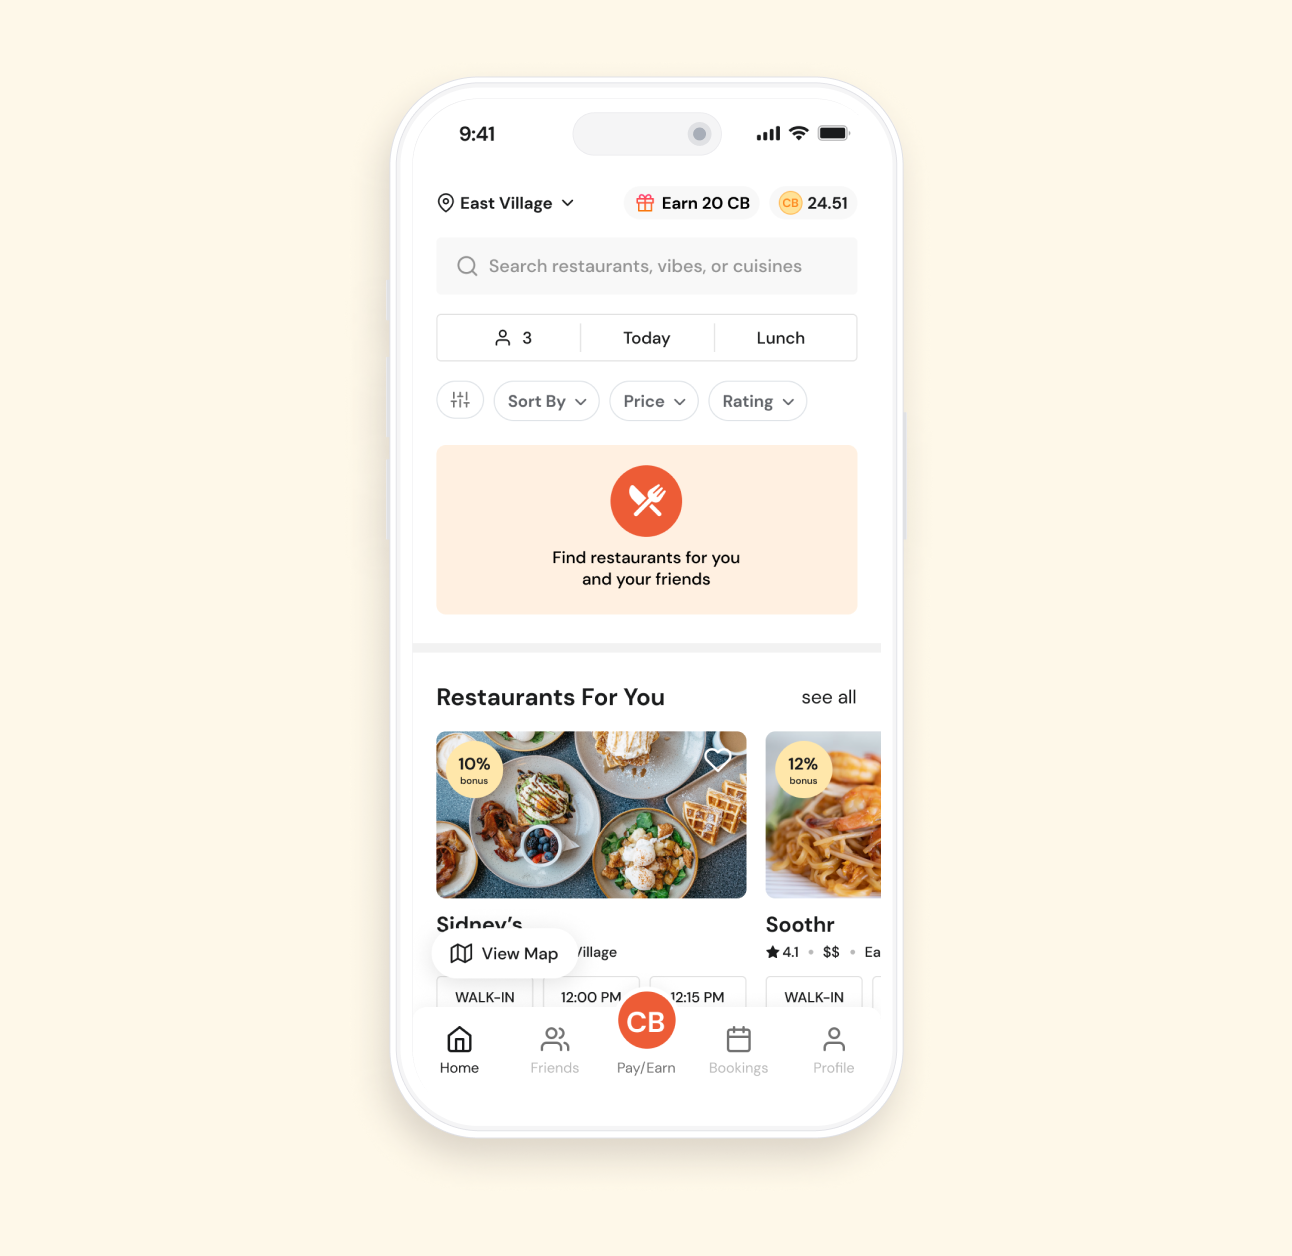 9:41
East Village
Earn 20 CB
CB 24.51
Search restaurants, vibes, or cuisines
3 Today Lunch
Sort By Price Rating
Find restaurants for you
and your friends
Restaurants For You see all
10%
bonus
12%
bonus
Sidney’s
Soothr
View Map
Village
4.1 • $$ • Ea
WALK-IN 12:00 PM 12:15 PM WALK-IN
CB
Home Friends Pay/Earn Bookings Profile